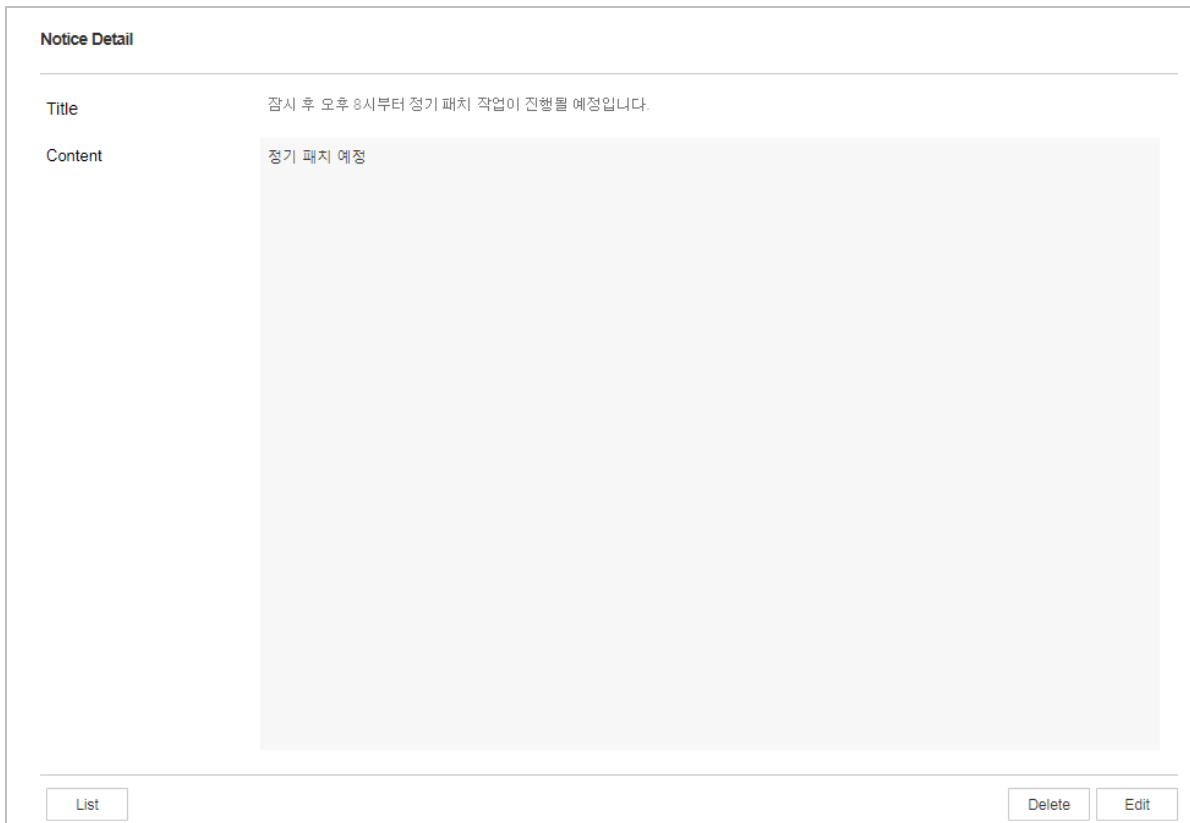 Notice Detail
Title
잠시 후 오후 8시부터 정기 패치 작업이 진행될 예정입니다.
Content
정기 패치 예정
List
Delete
Edit